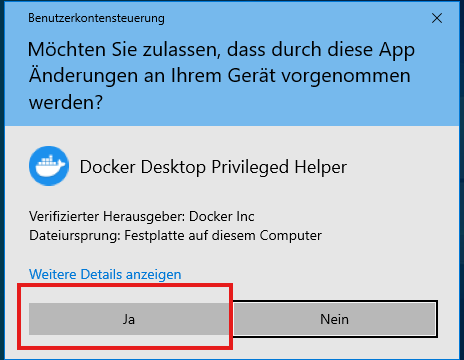 Benutzerkontensteuerung
Möchten Sie zulassen, dass durch diese App
Änderungen an Ihrem Gerät vorgenommen
werden?
Docker Desktop Privileged Helper
Verifizierter Herausgeber: Docker Inc
Dateiursprung: Festplatte auf diesem Computer
Weitere Details anzeigen
Ja Nein